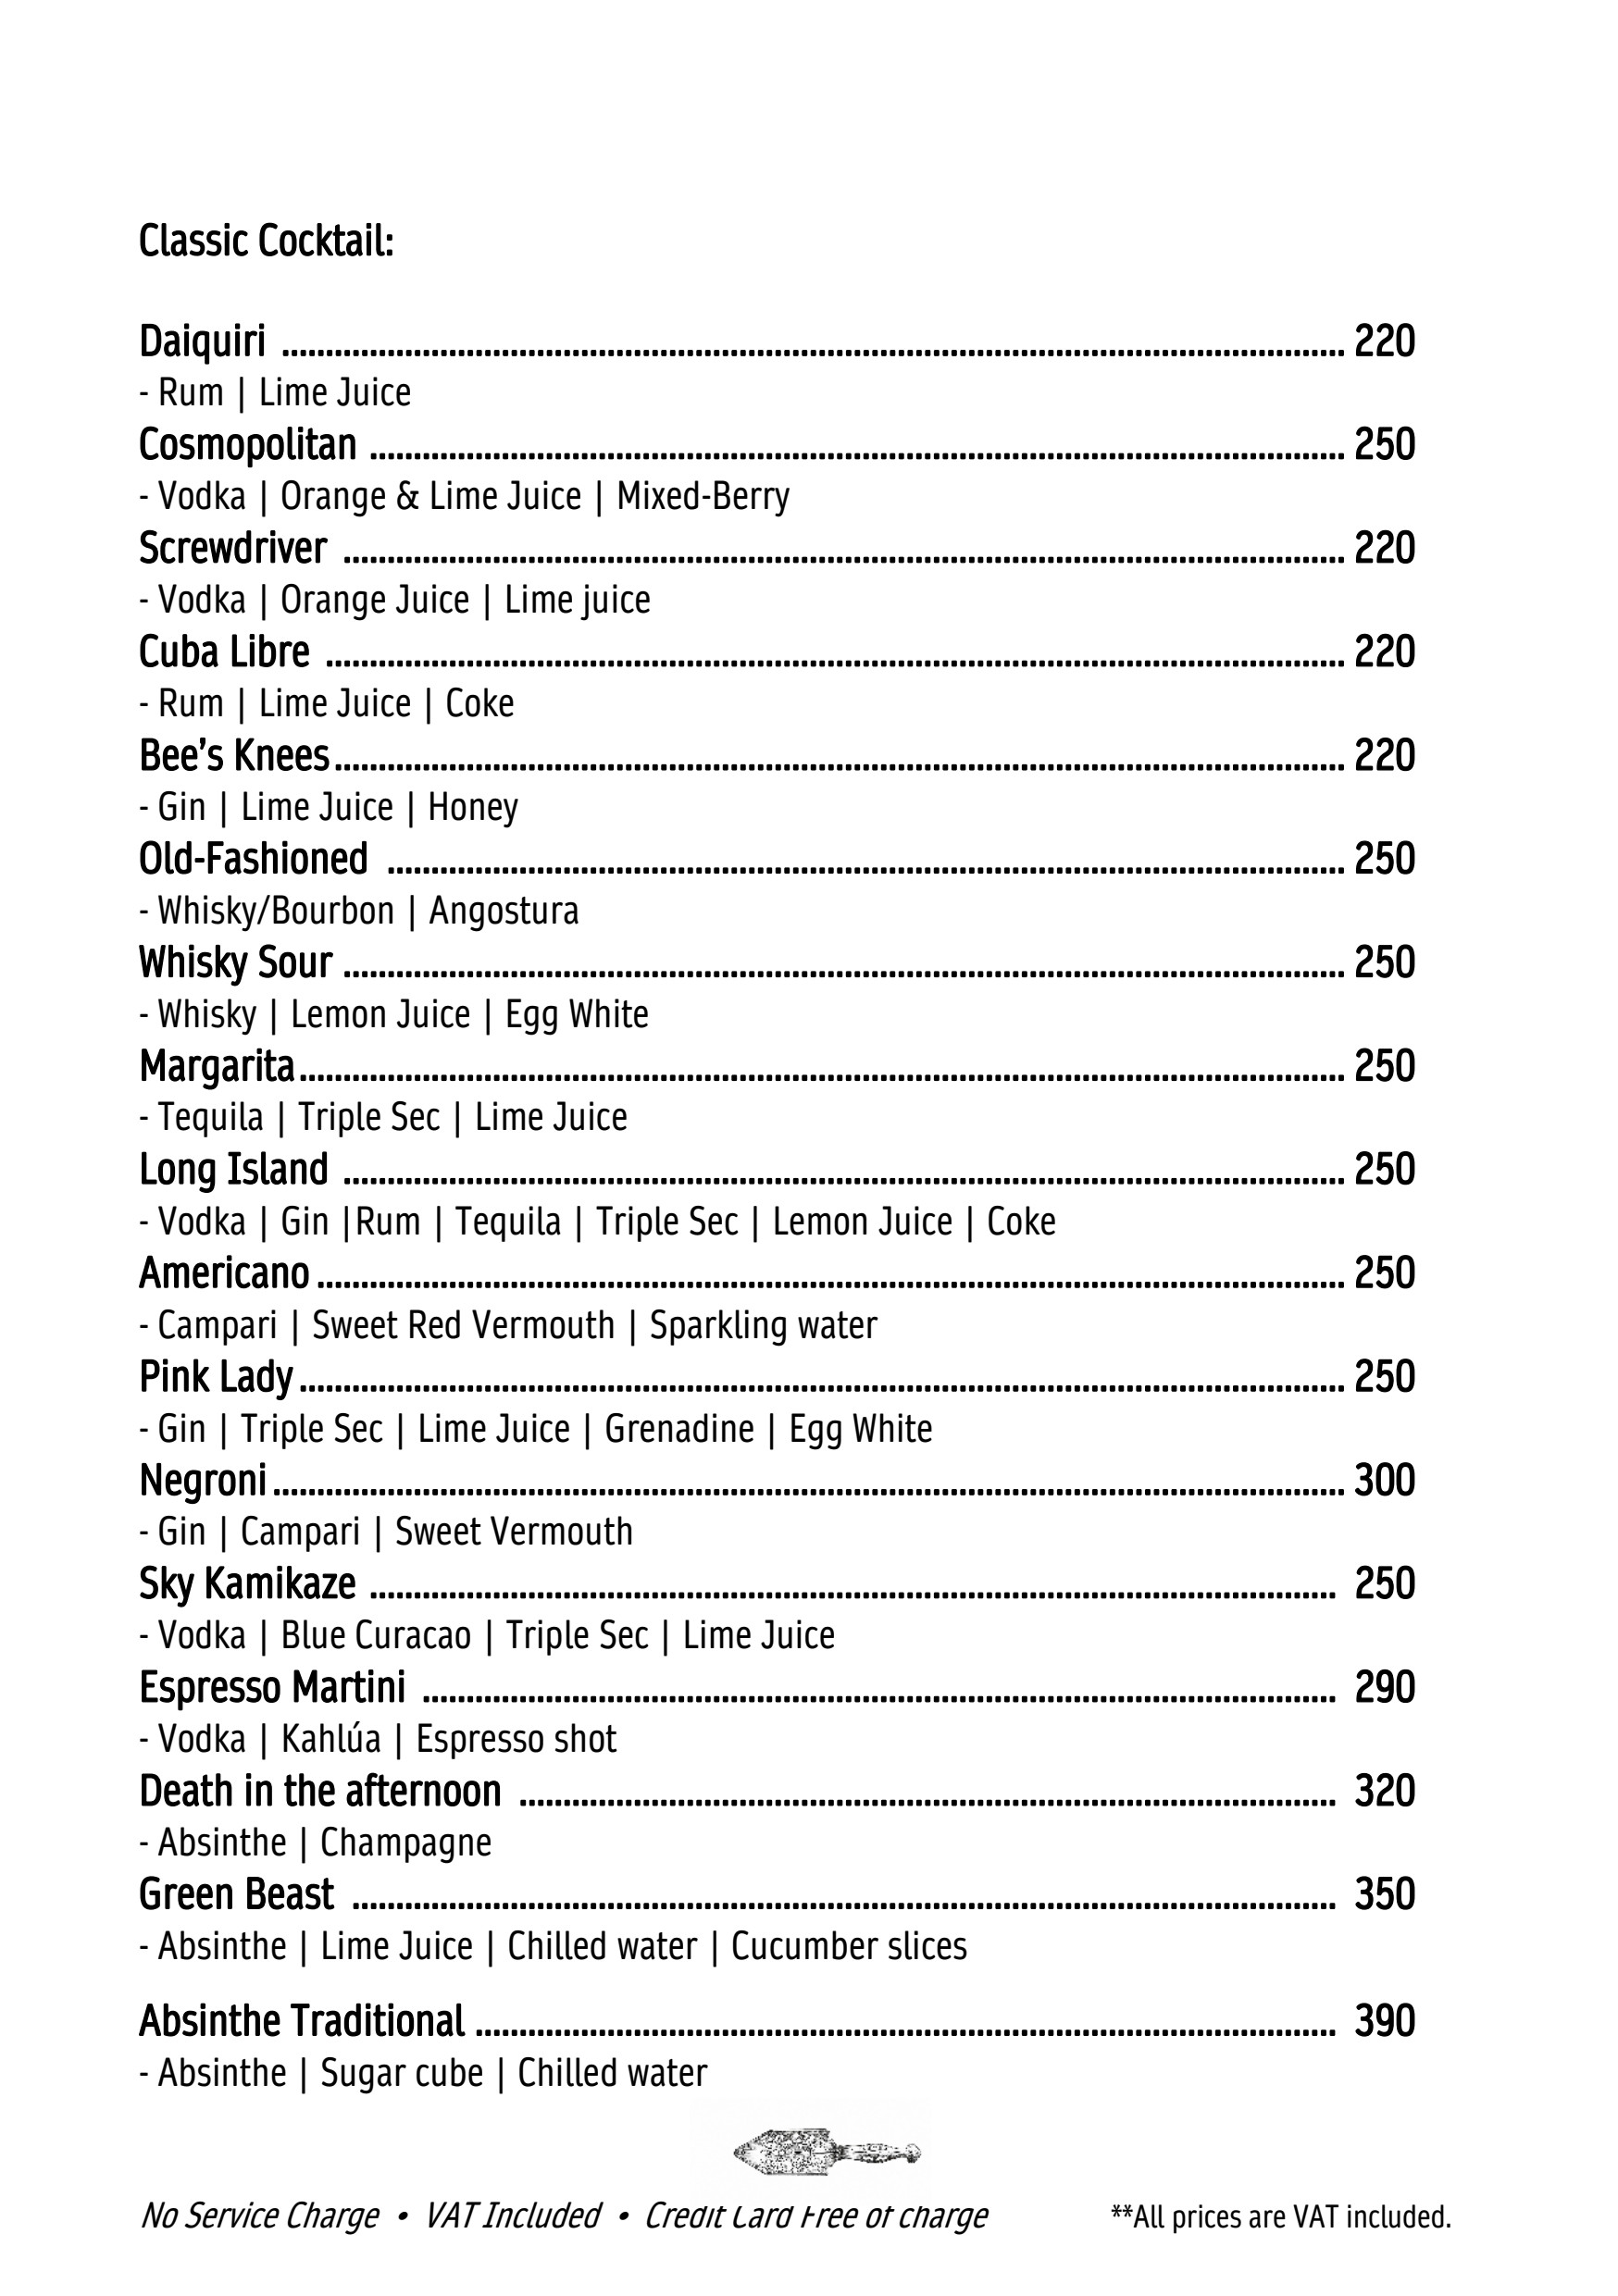 Classic Cocktail:
Daiquiri ........................................ 220
- Rum | Lime Juice
Cosmopolitan ........................................ 250
- Vodka | Orange & Lime Juice | Mixed-Berry
Screwdriver ........................................ 220
- Vodka | Orange Juice | Lime juice
Cuba Libre ........................................ 220
- Rum | Lime Juice | Coke
Bee’s Knees ........................................ 220
- Gin | Lime Juice | Honey
Old-Fashioned ........................................ 250
- Whisky/Bourbon | Angostura
Whisky Sour ........................................ 250
- Whisky | Lemon Juice | Egg White
Margarita ........................................ 250
- Tequila | Triple Sec | Lime Juice
Long Island ........................................ 250
- Vodka | Gin |Rum | Tequila | Triple Sec | Lemon Juice | Coke
Americano ........................................ 250
- Campari | Sweet Red Vermouth | Sparkling water
Pink Lady ........................................ 250
- Gin | Triple Sec | Lime Juice | Grenadine | Egg White
Negroni ........................................ 300
- Gin | Campari | Sweet Vermouth
Sky Kamikaze ........................................ 250
- Vodka | Blue Curacao | Triple Sec | Lime Juice
Espresso Martini ........................................ 290
- Vodka | Kahlúa | Espresso shot
Death in the afternoon ........................................ 320
- Absinthe | Champagne
Green Beast ........................................ 350
- Absinthe | Lime Juice | Chilled water | Cucumber slices
Absinthe Traditional ........................................ 390
- Absinthe | Sugar cube | Chilled water
No Service Charge • VAT Included • Credit Card Free of charge **All prices are VAT included.